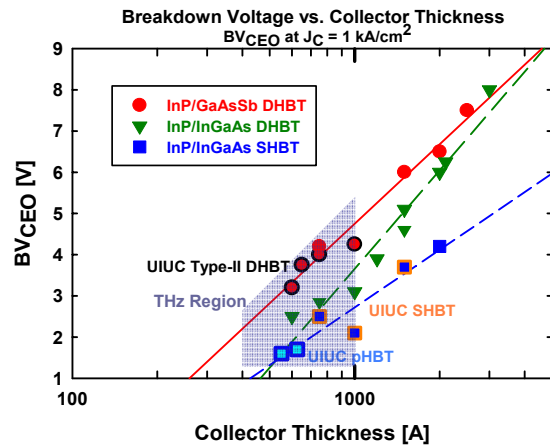 Breakdown Voltage vs. Collector Thickness
BVCEO at JC = 1 kA/cm²
9
8
7
6
5
4
3
2
1
BVCEO [V]
InP/GaAsSb DHBT
InP/InGaAs DHBT
InP/InGaAs SHBT
UIUC Type-II DHBT
THz Region
UIUC SHBT
UIUC pHBT
100
1000
Collector Thickness [A]